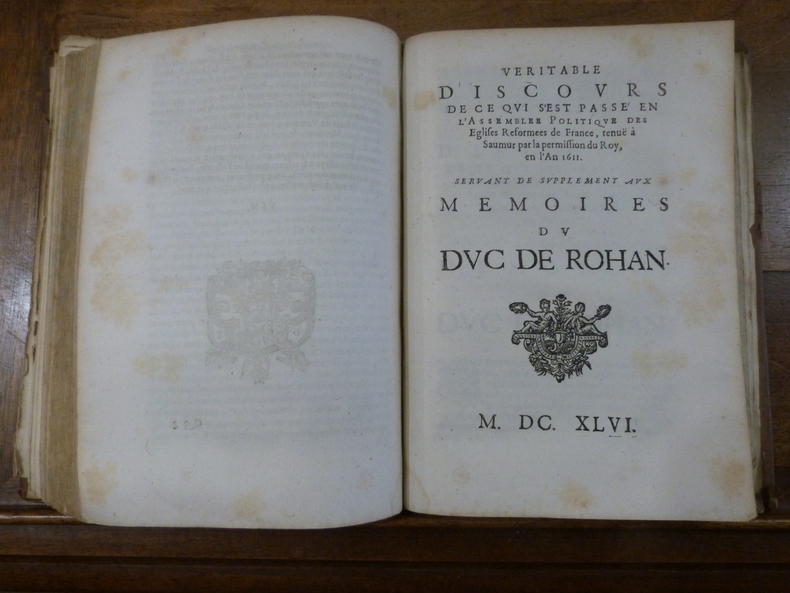 VERITABLE
DISCOVRS
DE CE QVI S'EST PASSE' EN
L'ASSEMBLEE POLITIQVE DES
Eglises Reformees de France, tenuë à
Saumur par la permission du Roy,
en l'An 1611.
SERVANT DE SVPPLEMENT AVX
MEMOIRES
DV
DVC DE ROHAN.
M. DC. XLVI.